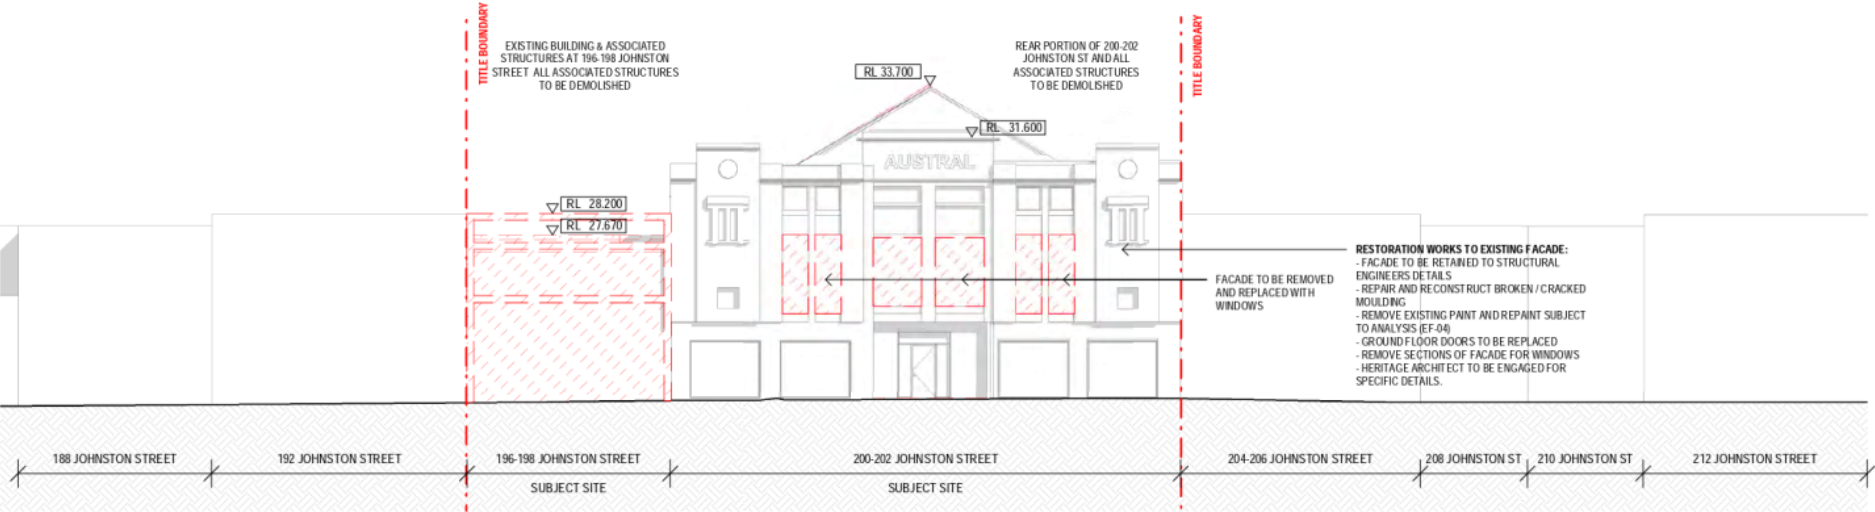 TITLE BOUNDARY
EXISTING BUILDING & ASSOCIATED
STRUCTURES AT 196-198 JOHNSTON
STREET ALL ASSOCIATED STRUCTURES
TO BE DEMOLISHED
RL 33.700
REAR PORTION OF 200-202
JOHNSTON ST AND ALL
ASSOCIATED STRUCTURES
TO BE DEMOLISHED
TITLE BOUNDARY
RL 31.600
AUSTRAL
RL 28.200
RL 27.670
FACADE TO BE REMOVED
AND REPLACED WITH
WINDOWS
RESTORATION WORKS TO EXISTING FACADE:
- FACADE TO BE RETAINED TO STRUCTURAL
ENGINEERS DETAILS
- REPAIR AND RECONSTRUCT BROKEN / CRACKED
MOULDING
- REMOVE EXISTING PAINT AND REPAINT SUBJECT
TO ANALYSIS (EF-04)
- GROUND FLOOR DOORS TO BE REPLACED
- REMOVE SECTIONS OF FACADE FOR WINDOWS
- HERITAGE ARCHITECT TO BE ENGAGED FOR
SPECIFIC DETAILS.
188 JOHNSTON STREET
192 JOHNSTON STREET
196-198 JOHNSTON STREET
200-202 JOHNSTON STREET
204-206 JOHNSTON STREET
208 JOHNSTON ST
210 JOHNSTON ST
212 JOHNSTON STREET
SUBJECT SITE
SUBJECT SITE